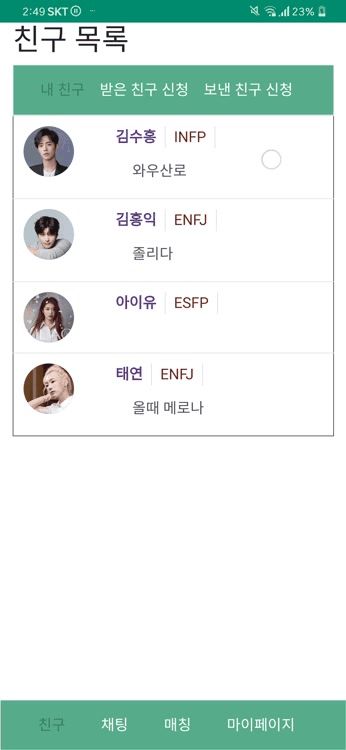 2:49 SKT 23%
친구 목록
내 친구 받은 친구 신청 보낸 친구 신청
김수홍 INFP
와우산로
김홍익 ENFJ
졸리다
아이유 ESFP
태연 ENFJ
올때 메로나
친구 채팅 매칭 마이페이지